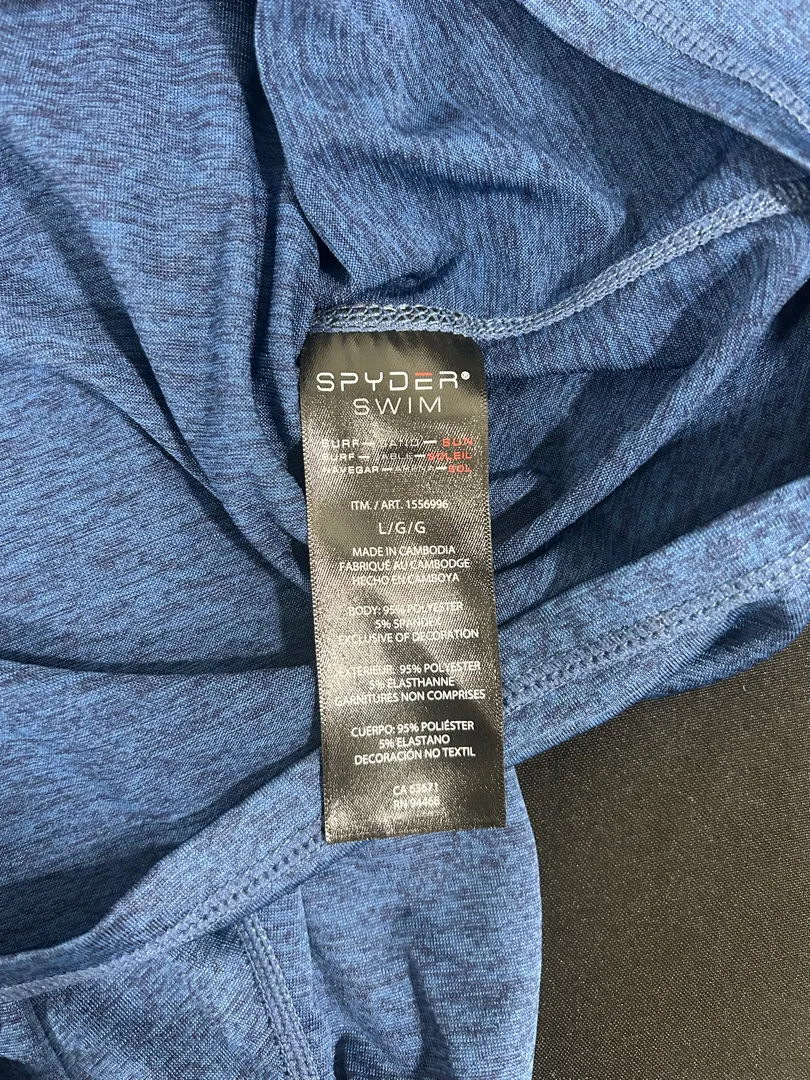 SPYDER®
SWIM
SURF — SAND — SUN
SURF — SABLE — SOLEIL
NAVEGAR — ARENA — SOL
ITM. / ART. 1556996
L/G/G
MADE IN CAMBODIA
FABRIQUÉ AU CAMBODGE
HECHO EN CAMBOYA
BODY: 95% POLYESTER
5% SPANDEX
EXCLUSIVE OF DECORATION
EXTÉRIEUR: 95% POLYESTER
5% ÉLASTHANNE
GARNITURES NON COMPRISES
CUERPO: 95% POLIÉSTER
5% ELASTANO
DECORACIÓN NO TEXTIL
CA 63671
RN 94468